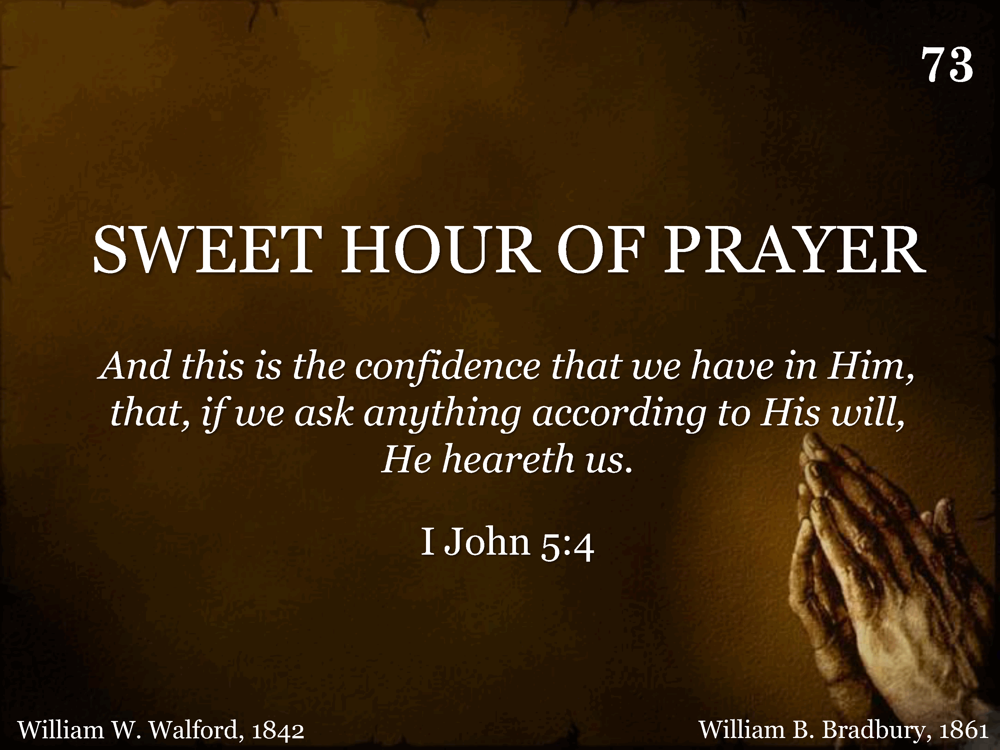 73
SWEET HOUR OF PRAYER
And this is the confidence that we have in Him,
that, if we ask anything according to His will,
He heareth us.
I John 5:4
William W. Walford, 1842
William B. Bradbury, 1861